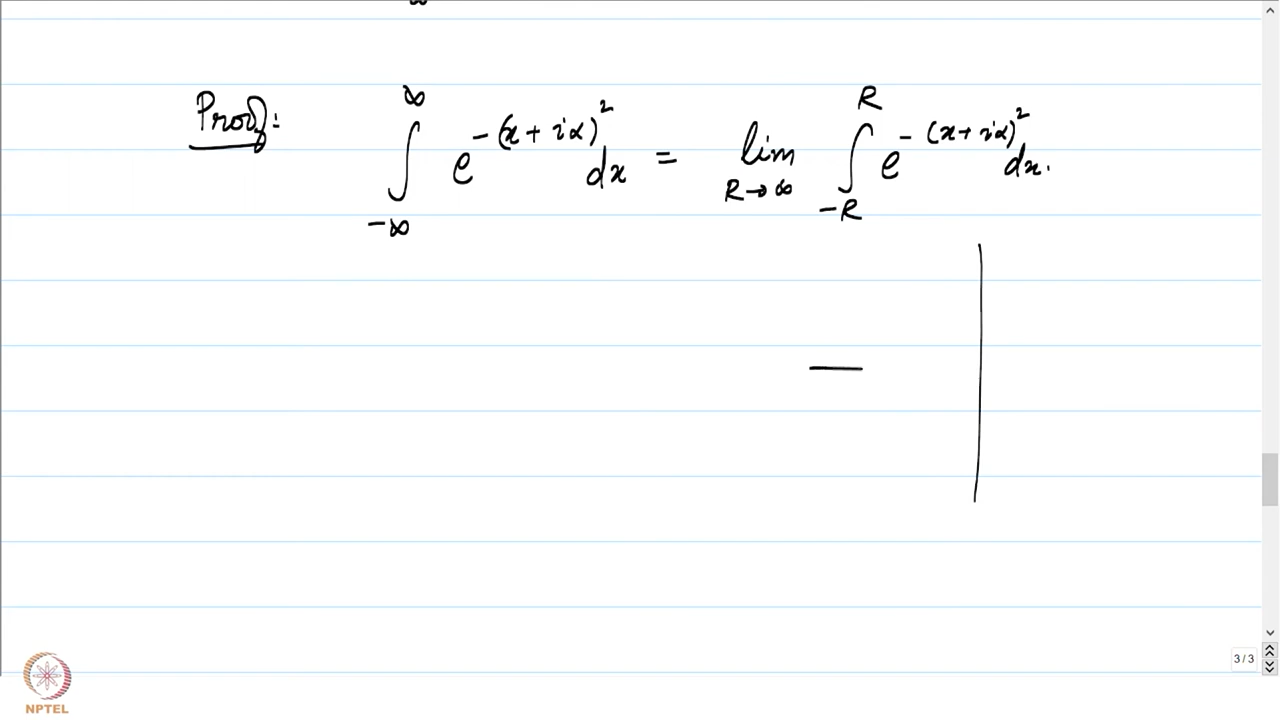 Proof: ∫_{-∞}^{∞} e^{-(x+iα)^2} dx = lim_{R→∞} ∫_{-R}^{R} e^{-(x+iα)^2} dx.
3 / 3
NPTEL